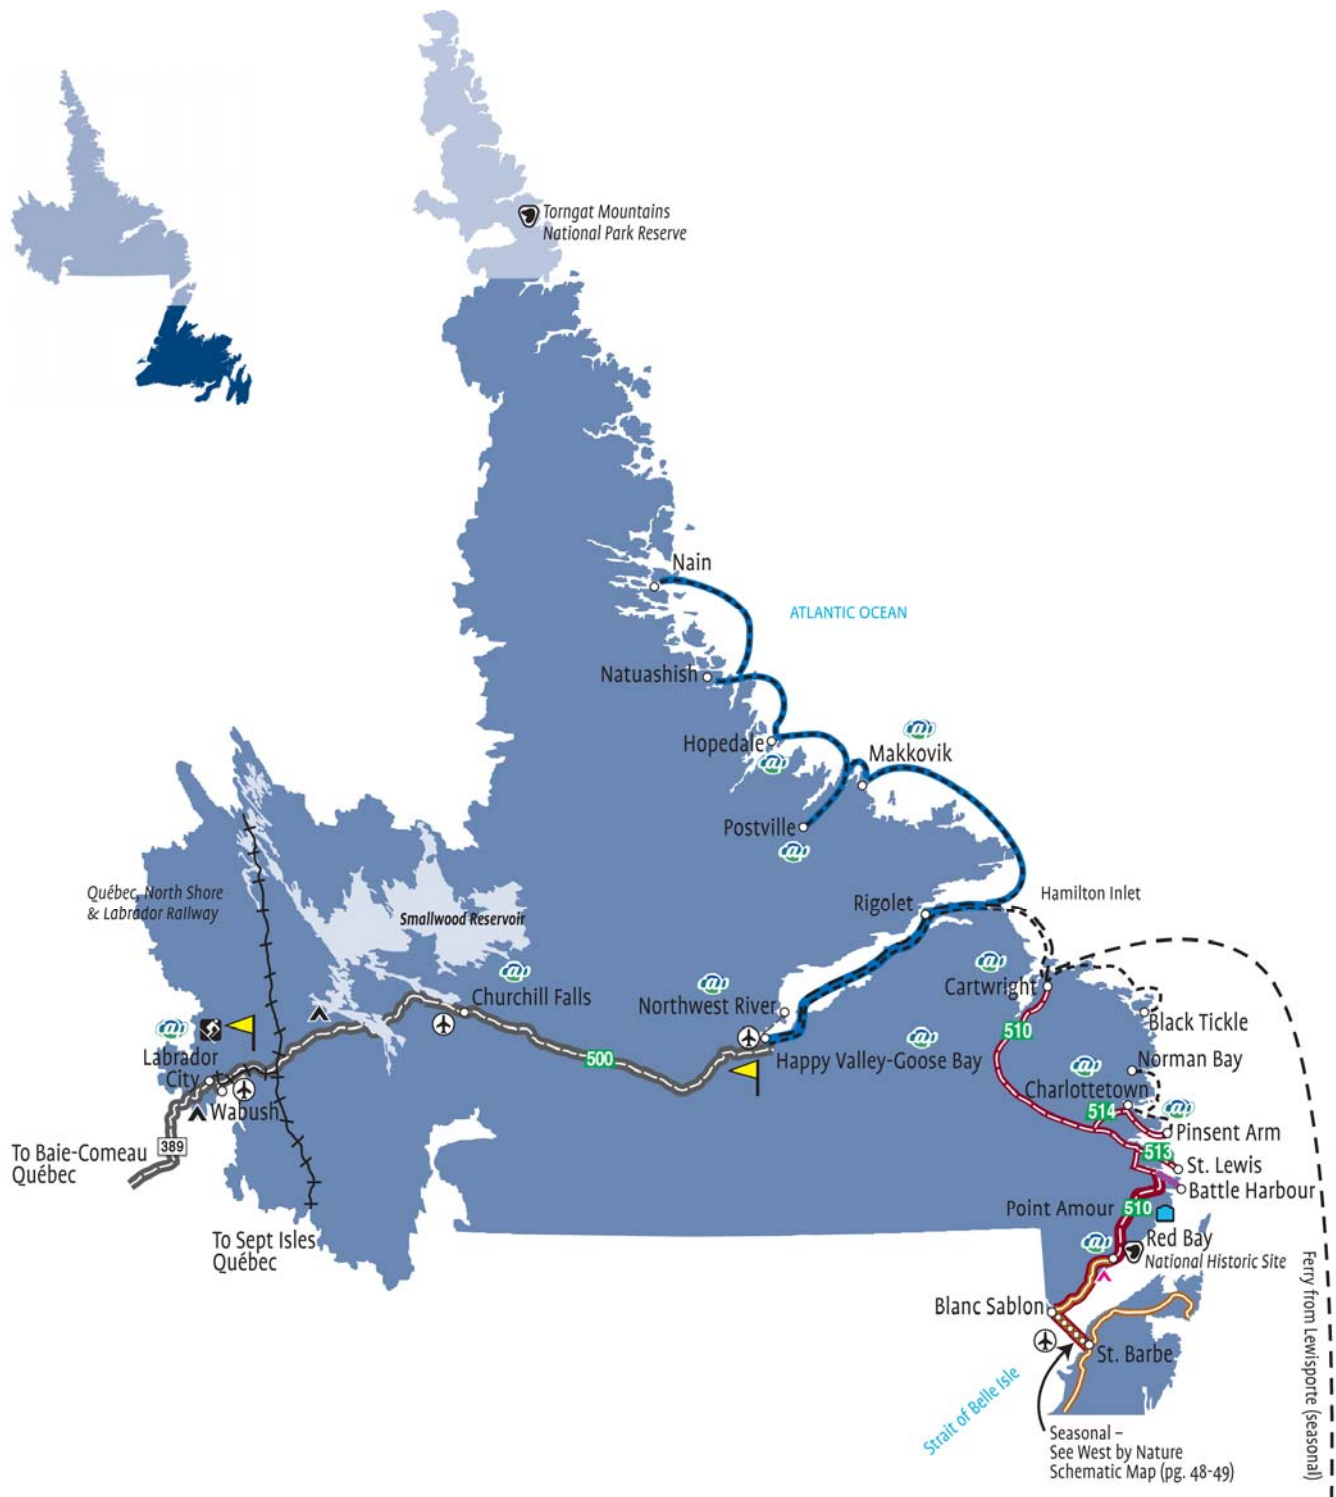 Torngat Mountains
National Park Reserve
Nain
ATLANTIC OCEAN
Natuashish
Hopedale
Makkovik
Postville
Québec, North Shore
& Labrador Railway
Smallwood Reservoir
Rigolet
Hamilton Inlet
Churchill Falls
Northwest River
Cartwright
Black Tickle
510
Labrador
City
Wabush
500
Happy Valley-Goose Bay
Norman Bay
Charlottetown
514
Pinsent Arm
513
St. Lewis
Battle Harbour
389
To Baie-Comeau
Québec
Point Amour
510
Red Bay
National Historic Site
To Sept Isles
Québec
Blanc Sablon
St. Barbe
Strait of Belle Isle
Ferry from Lewisporte (seasonal)
Seasonal –
See West by Nature
Schematic Map (pg. 48-49)
@
@
@
@
@
@
@
@
@
@
@